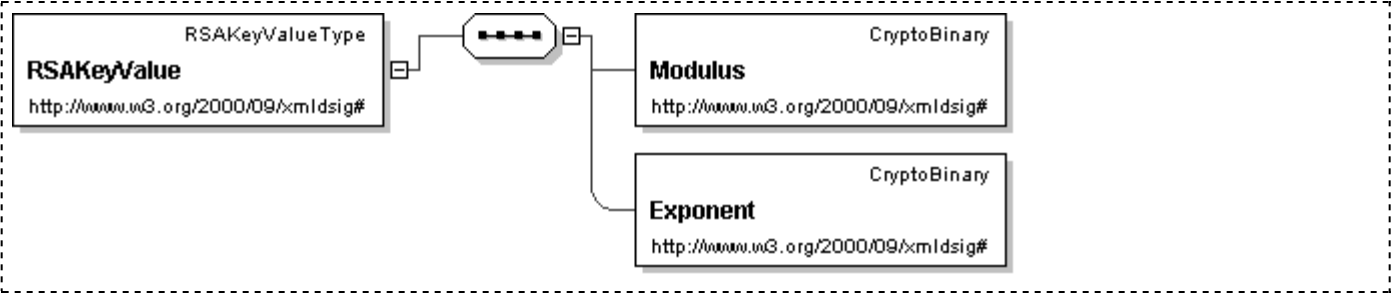 RSAKeyValueType
RSAKeyValue
http://www.w3.org/2000/09/xmldsig#
CryptoBinary
Modulus
http://www.w3.org/2000/09/xmldsig#
CryptoBinary
Exponent
http://www.w3.org/2000/09/xmldsig#